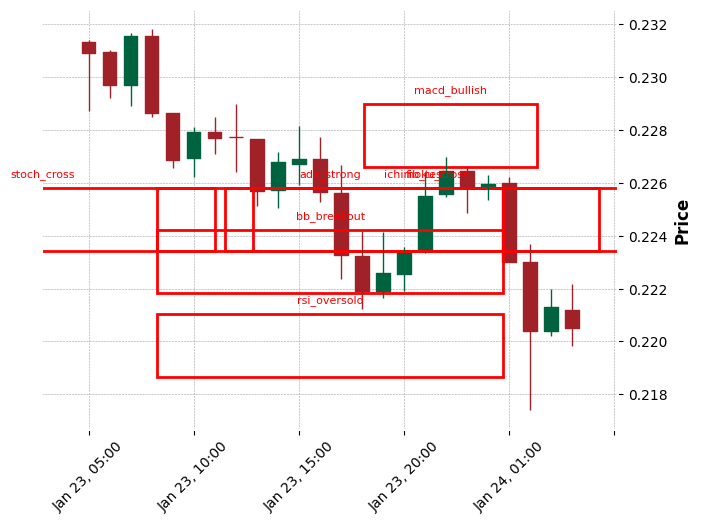 0.232
0.230
macd_bullish
0.228
stoch_cross
0.226
bb_breakout
0.224
Price
0.222
rsi_oversold
0.220
0.218
Jan 23, 05:00
Jan 23, 10:00
Jan 23, 15:00
Jan 23, 20:00
Jan 24, 01:00